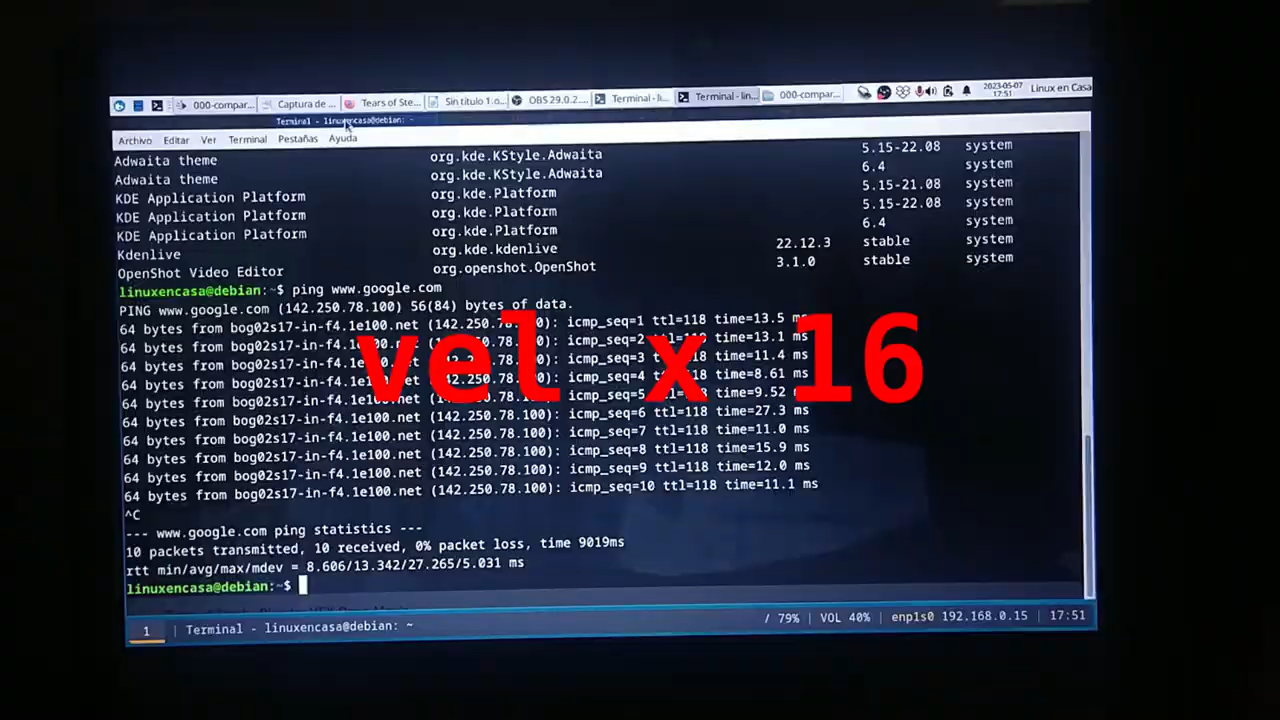 000-compar...
Captura de ...
Tears of Ste...
Sin título 1.o...
OBS 29.0.2...
Terminal - li...
Terminal - lin...
000-compar...
2023-05-07
17:51
Linux en Casa
Terminal - linuxencasa@debian: ~
Archivo Editar Ver Terminal Pestañas Ayuda
Adwaita theme org.kde.KStyle.Adwaita 5.15-22.08 system
Adwaita theme org.kde.KStyle.Adwaita 6.4 system
KDE Application Platform org.kde.Platform 5.15-21.08 system
KDE Application Platform org.kde.Platform 5.15-22.08 system
KDE Application Platform org.kde.Platform 6.4 system
Kdenlive org.kde.kdenlive 22.12.3 stable system
OpenShot Video Editor org.openshot.OpenShot 3.1.0 stable system
linuxencasa@debian:~$ ping www.google.com
PING www.google.com (142.250.78.100) 56(84) bytes of data.
64 bytes from bog02s17-in-f4.1e100.net (142.250.78.100): icmp_seq=1 ttl=118 time=13.5 ms
64 bytes from bog02s17-in-f4.1e100.net (142.250.78.100): icmp_seq=2 ttl=118 time=13.1 ms
64 bytes from bog02s17-in-f4.1e100.net (142.250.78.100): icmp_seq=3 ttl=118 time=11.4 ms
64 bytes from bog02s17-in-f4.1e100.net (142.250.78.100): icmp_seq=4 ttl=118 time=8.61 ms
64 bytes from bog02s17-in-f4.1e100.net (142.250.78.100): icmp_seq=5 ttl=118 time=9.52 ms
64 bytes from bog02s17-in-f4.1e100.net (142.250.78.100): icmp_seq=6 ttl=118 time=27.3 ms
64 bytes from bog02s17-in-f4.1e100.net (142.250.78.100): icmp_seq=7 ttl=118 time=11.0 ms
64 bytes from bog02s17-in-f4.1e100.net (142.250.78.100): icmp_seq=8 ttl=118 time=15.9 ms
64 bytes from bog02s17-in-f4.1e100.net (142.250.78.100): icmp_seq=9 ttl=118 time=12.0 ms
64 bytes from bog02s17-in-f4.1e100.net (142.250.78.100): icmp_seq=10 ttl=118 time=11.1 ms
vel x 16
^C
--- www.google.com ping statistics ---
10 packets transmitted, 10 received, 0% packet loss, time 9019ms
rtt min/avg/max/mdev = 8.606/13.342/27.265/5.031 ms
linuxencasa@debian:~$
1 | Terminal - linuxencasa@debian: ~
/ 79% | VOL 40% | enp1s0 192.168.0.15 | 17:51